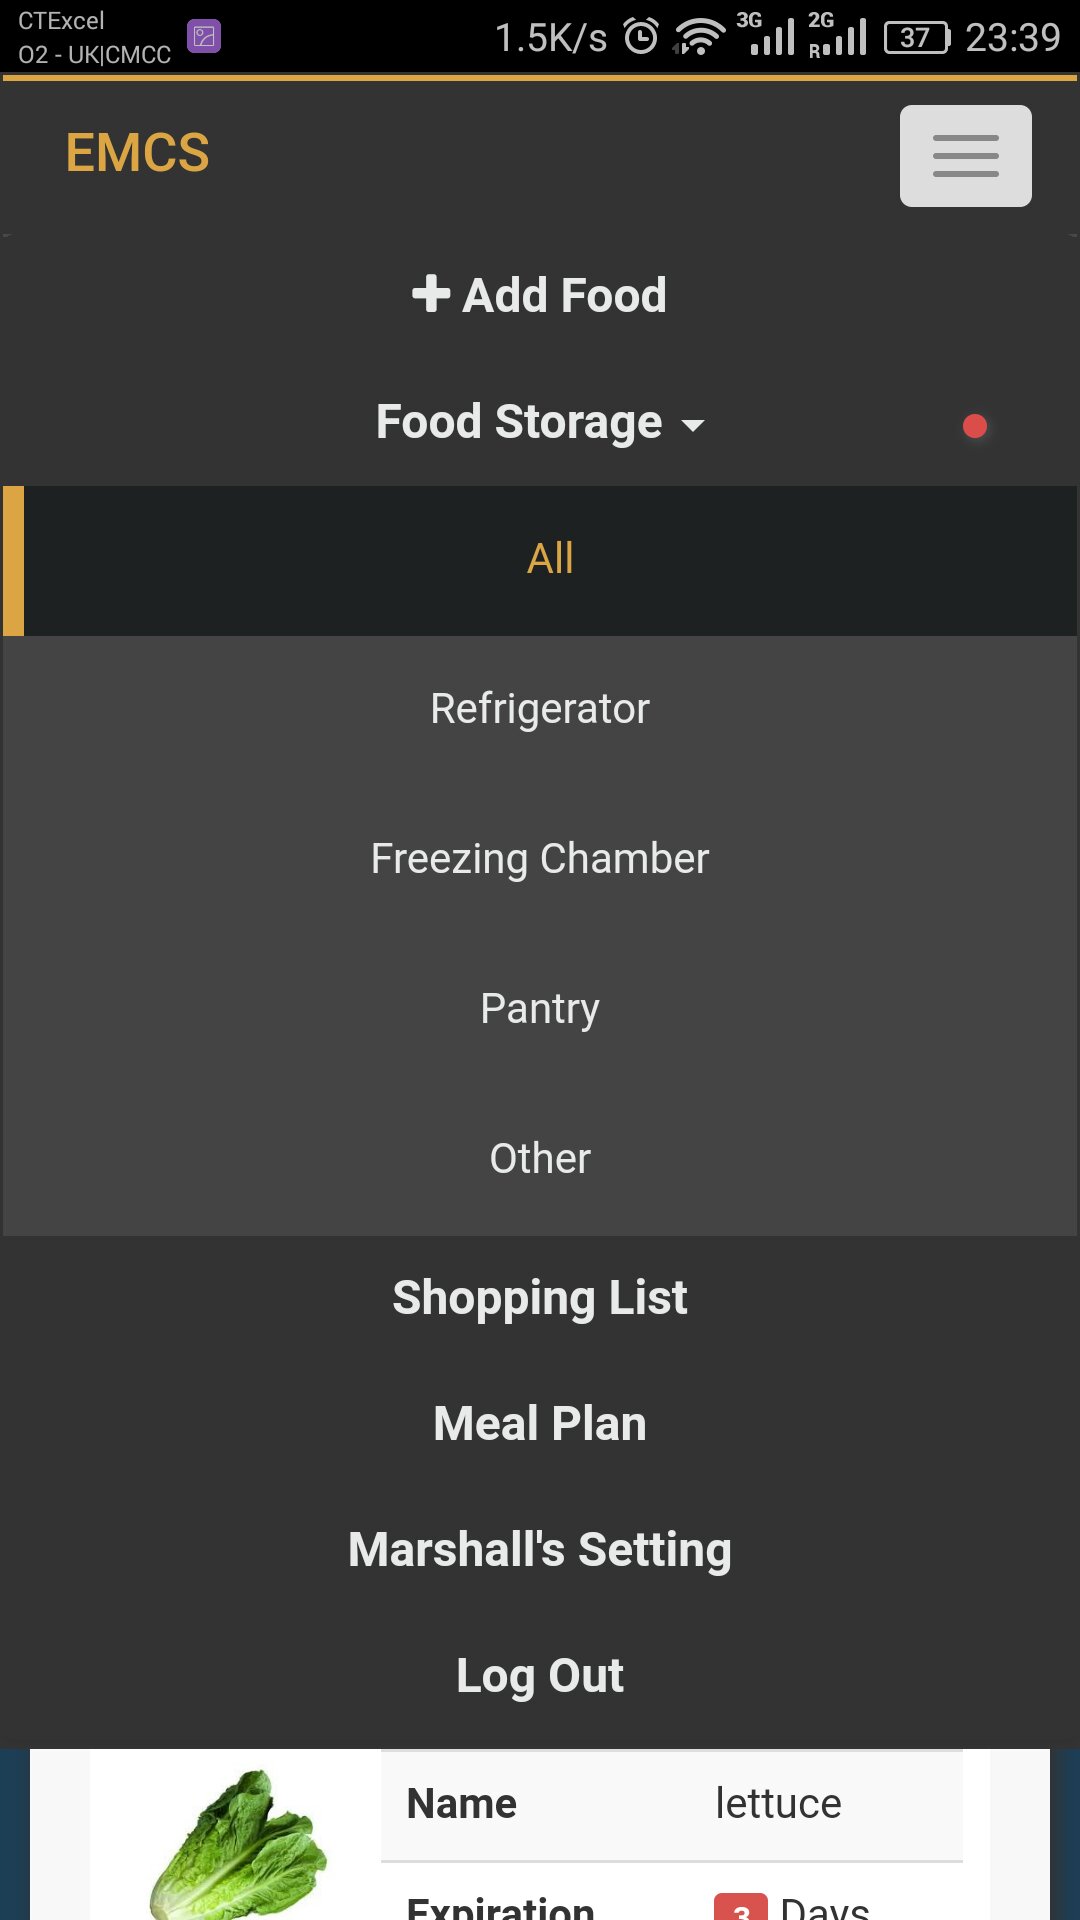 CTExcel
O2 - UK|CMCC
1.5K/s 3G 2G R 37 23:39
EMCS
Add Food
Food Storage
All
Refrigerator
Freezing Chamber
Pantry
Other
Shopping List
Meal Plan
Marshall's Setting
Log Out
Name lettuce
Expiration 3 Days